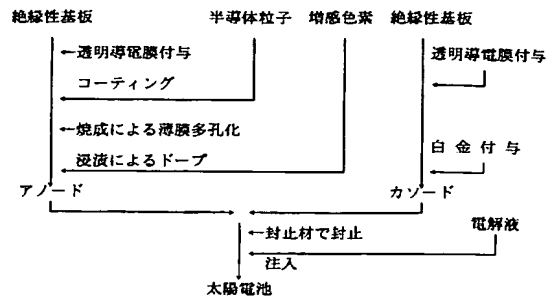 絶縁性基板 半導体粒子 増感色素 絶縁性基板
透明導電膜付与
透明導電膜付与
コーティング
焼成による薄膜多孔化
浸漬によるドープ
白金付与
アノード
カソード
電解液
封止材で封止
注入
太陽電池